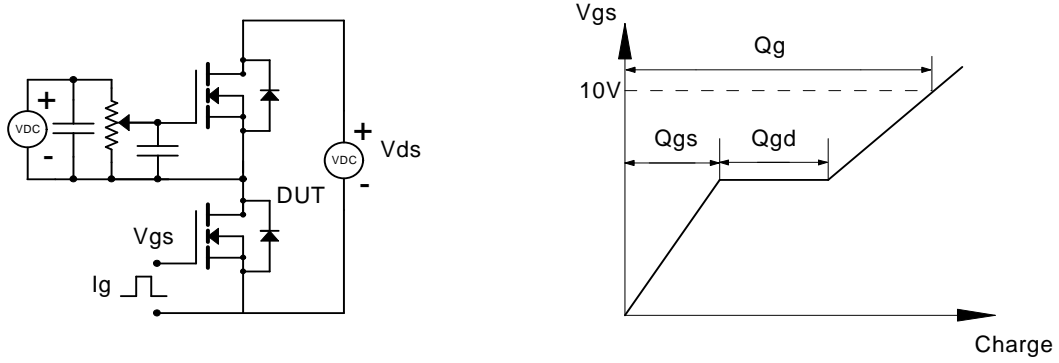 +
VDC
-
+
VDC
-
Vds
DUT
Vgs
Ig
Vgs
Qg
10V
Qgs
Qgd
Charge